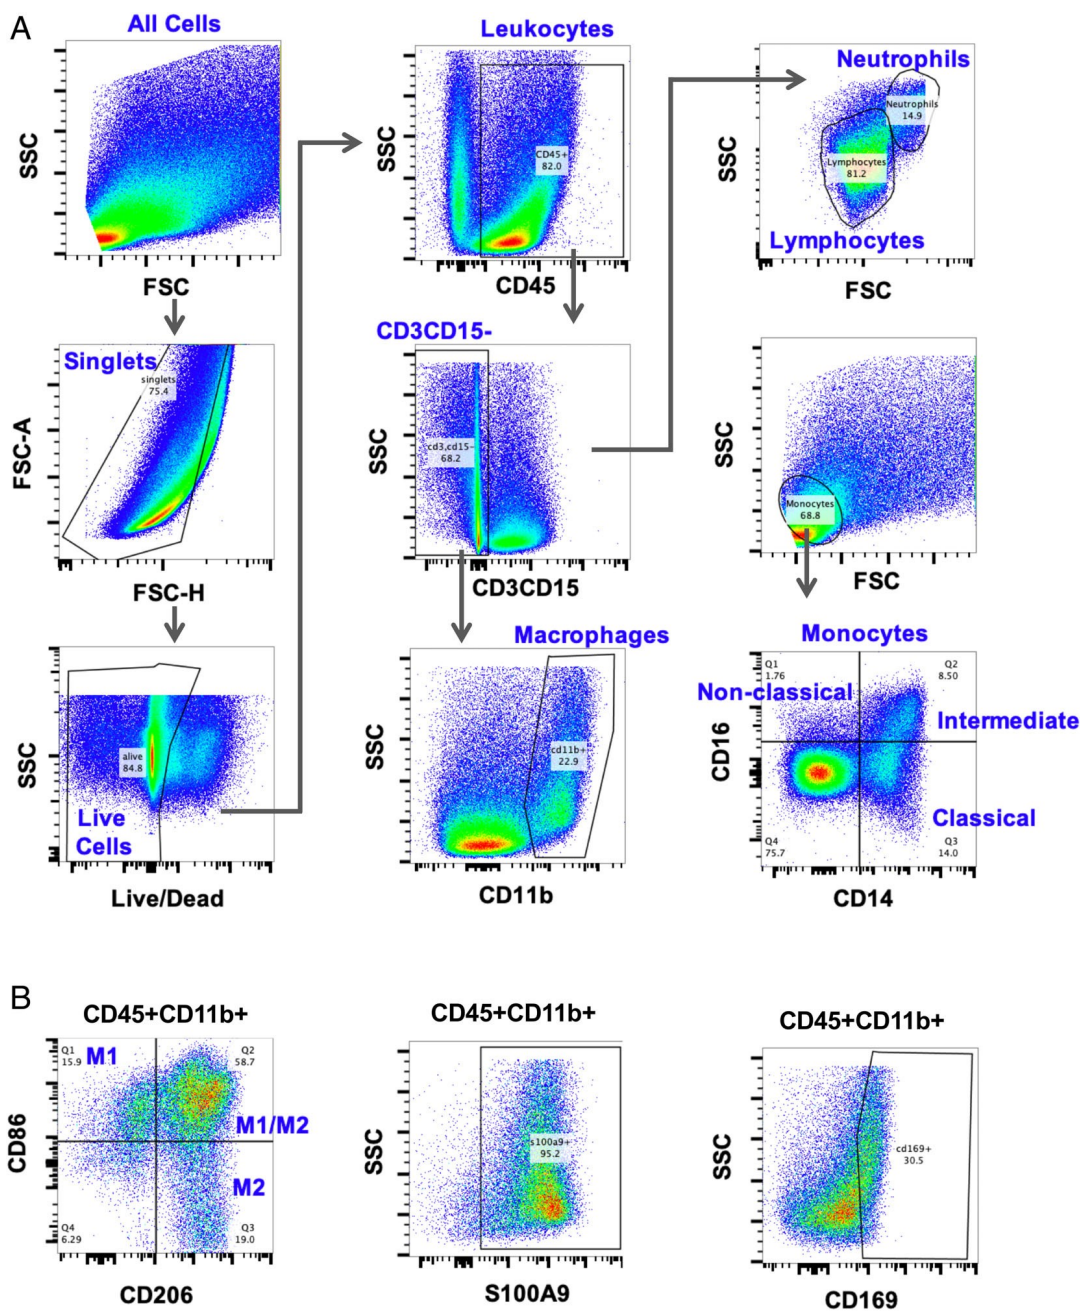 A
All Cells
SSC
FSC
Leukocytes
SSC
CD45+
82.0
CD45
Neutrophils
SSC
Neutrophils
14.9
Lymphocytes
81.2
Lymphocytes
FSC
Singlets
singlets
75.4
FSC-A
FSC-H
CD3CD15-
SSC
cd3,cd15-
68.2
CD3CD15
SSC
Monocytes
68.8
FSC
SSC
alive
84.8
Live
Cells
Live/Dead
Macrophages
SSC
cd11b+
22.9
CD11b
Monocytes
Q1
1.76
Q2
8.50
Non-classical
Intermediate
CD16
Classical
Q4
75.7
Q3
14.0
CD14
B
CD45+CD11b+
Q1
15.9
M1
Q2
58.7
CD86
M1/M2
M2
Q4
6.29
Q3
19.0
CD206
CD45+CD11b+
SSC
s100a9+
95.2
S100A9
CD45+CD11b+
SSC
cd169+
30.5
CD169